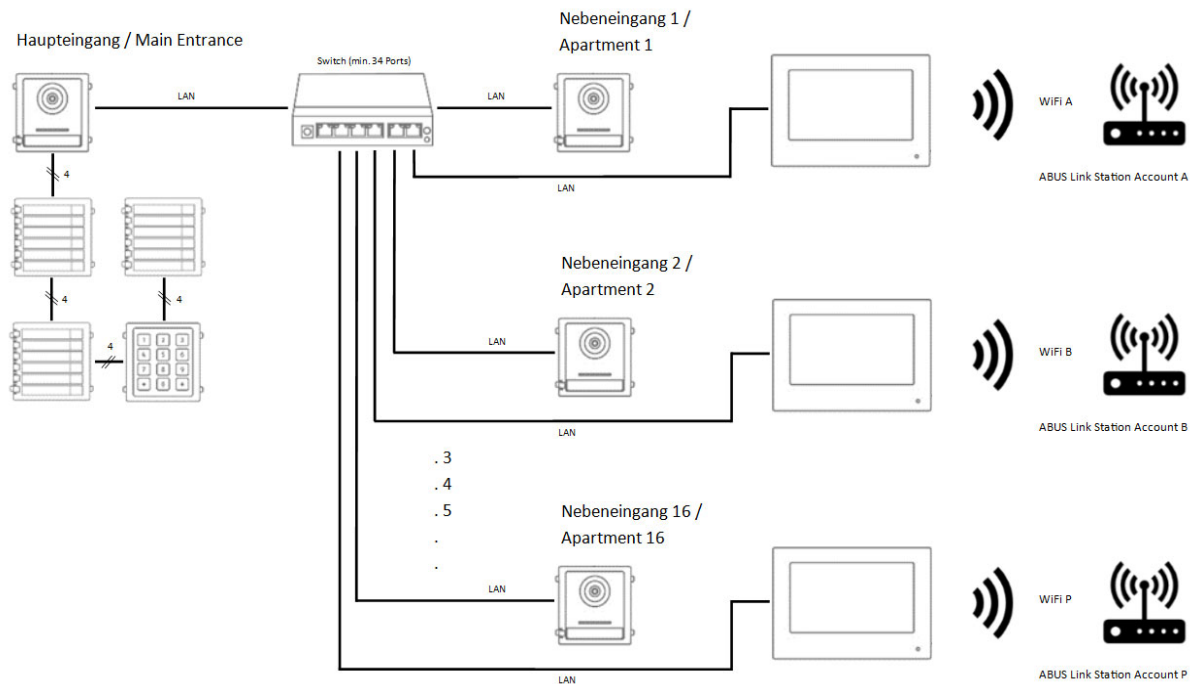 Haupteingang / Main Entrance
Switch (min. 34 Ports)
LAN
4
4
4
4
1 2 3
4 5 6
7 8 9
Nebeneingang 1 /
Apartment 1
LAN
LAN
WiFi A
ABUS Link Station Account A
Nebeneingang 2 /
Apartment 2
LAN
LAN
WiFi B
ABUS Link Station Account B
. 3
. 4
. 5
.
.
Nebeneingang 16 /
Apartment 16
LAN
LAN
WiFi P
ABUS Link Station Account P